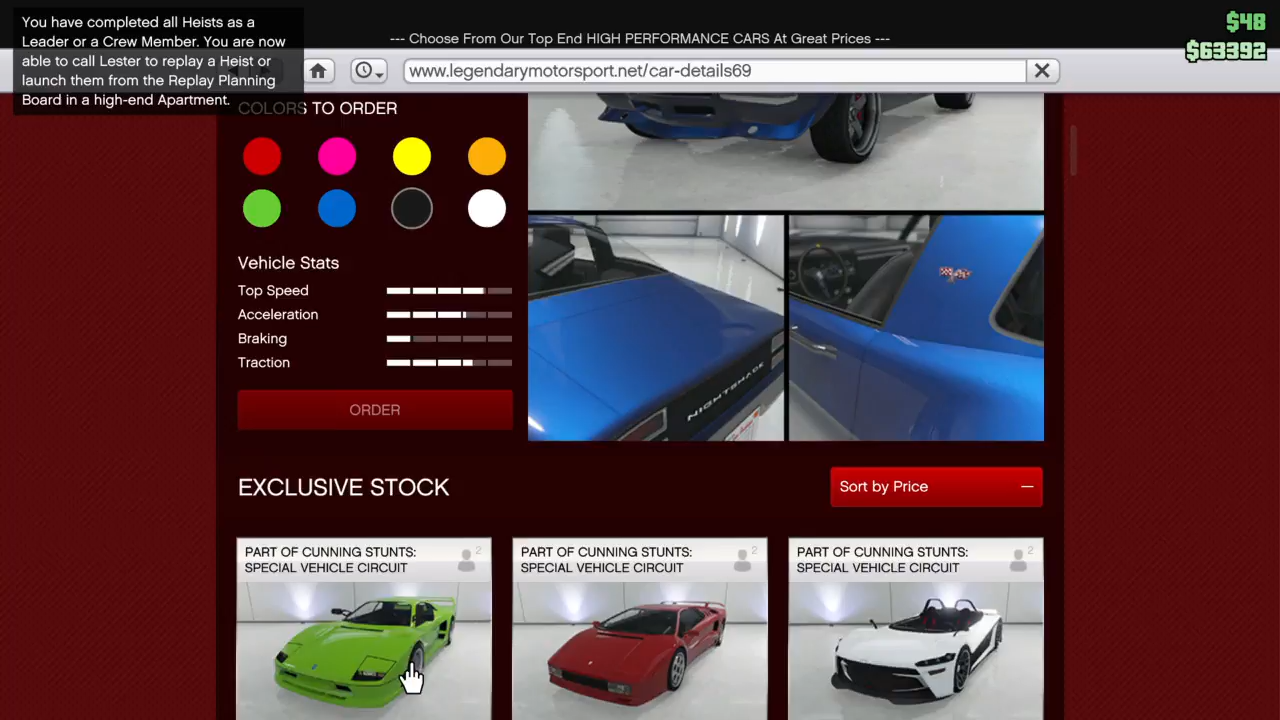 You have completed all Heists as a
Leader or a Crew Member. You are now
able to call Lester to replay a Heist or
launch them from the Replay Planning
Board in a high-end Apartment.
--- Choose From Our Top End HIGH PERFORMANCE CARS At Great Prices ---
$48
$63392
www.legendarymotorsport.net/car-details69
COLORS TO ORDER
Vehicle Stats
Top Speed
Acceleration
Braking
Traction
ORDER
NIGHTSHADE
EXCLUSIVE STOCK
Sort by Price
PART OF CUNNING STUNTS:
SPECIAL VEHICLE CIRCUIT
2
PART OF CUNNING STUNTS:
SPECIAL VEHICLE CIRCUIT
2
PART OF CUNNING STUNTS:
SPECIAL VEHICLE CIRCUIT
2